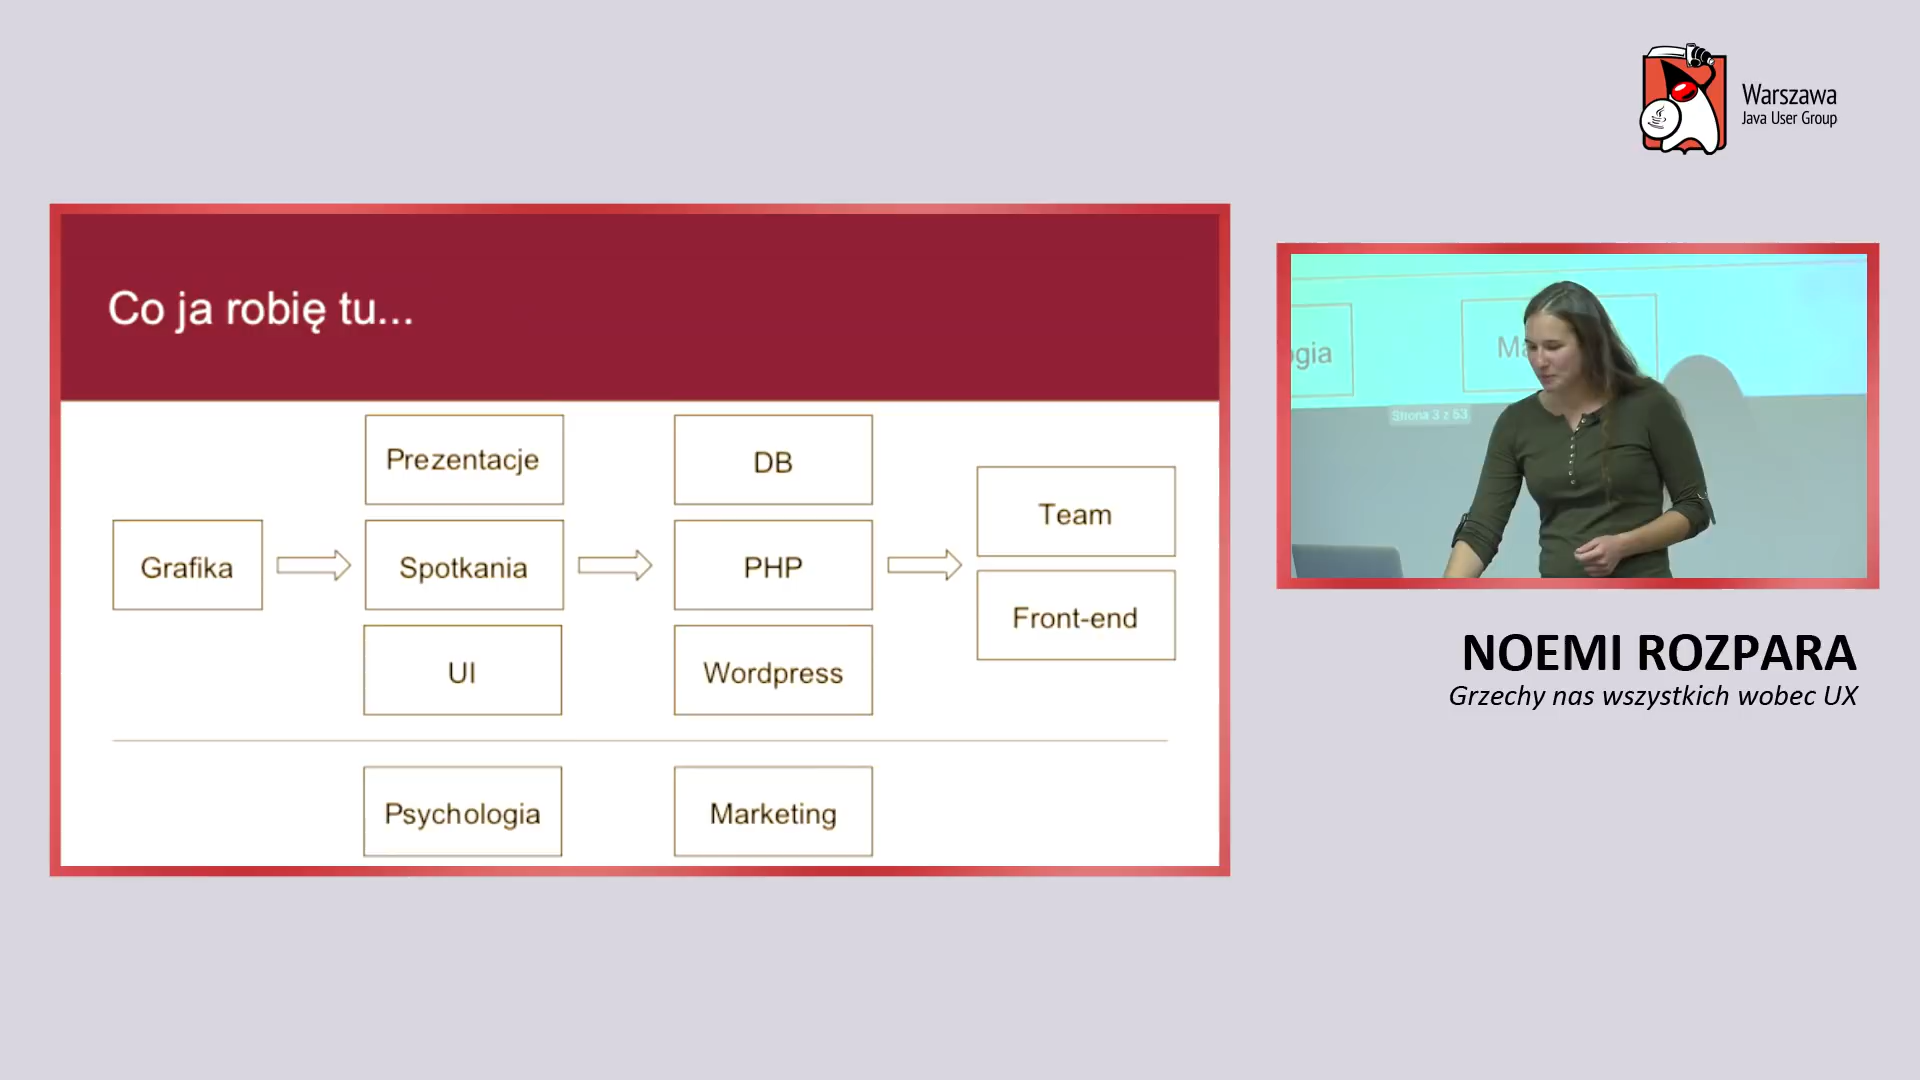 Warszawa
Java User Group
Co ja robię tu...
Prezentacje
DB
Team
Grafika
Spotkania
PHP
Front-end
UI
Wordpress
Psychologia
Marketing
ogia
Ma
Strona 3 z 53
NOEMI ROZPARA
Grzechy nas wszystkich wobec UX